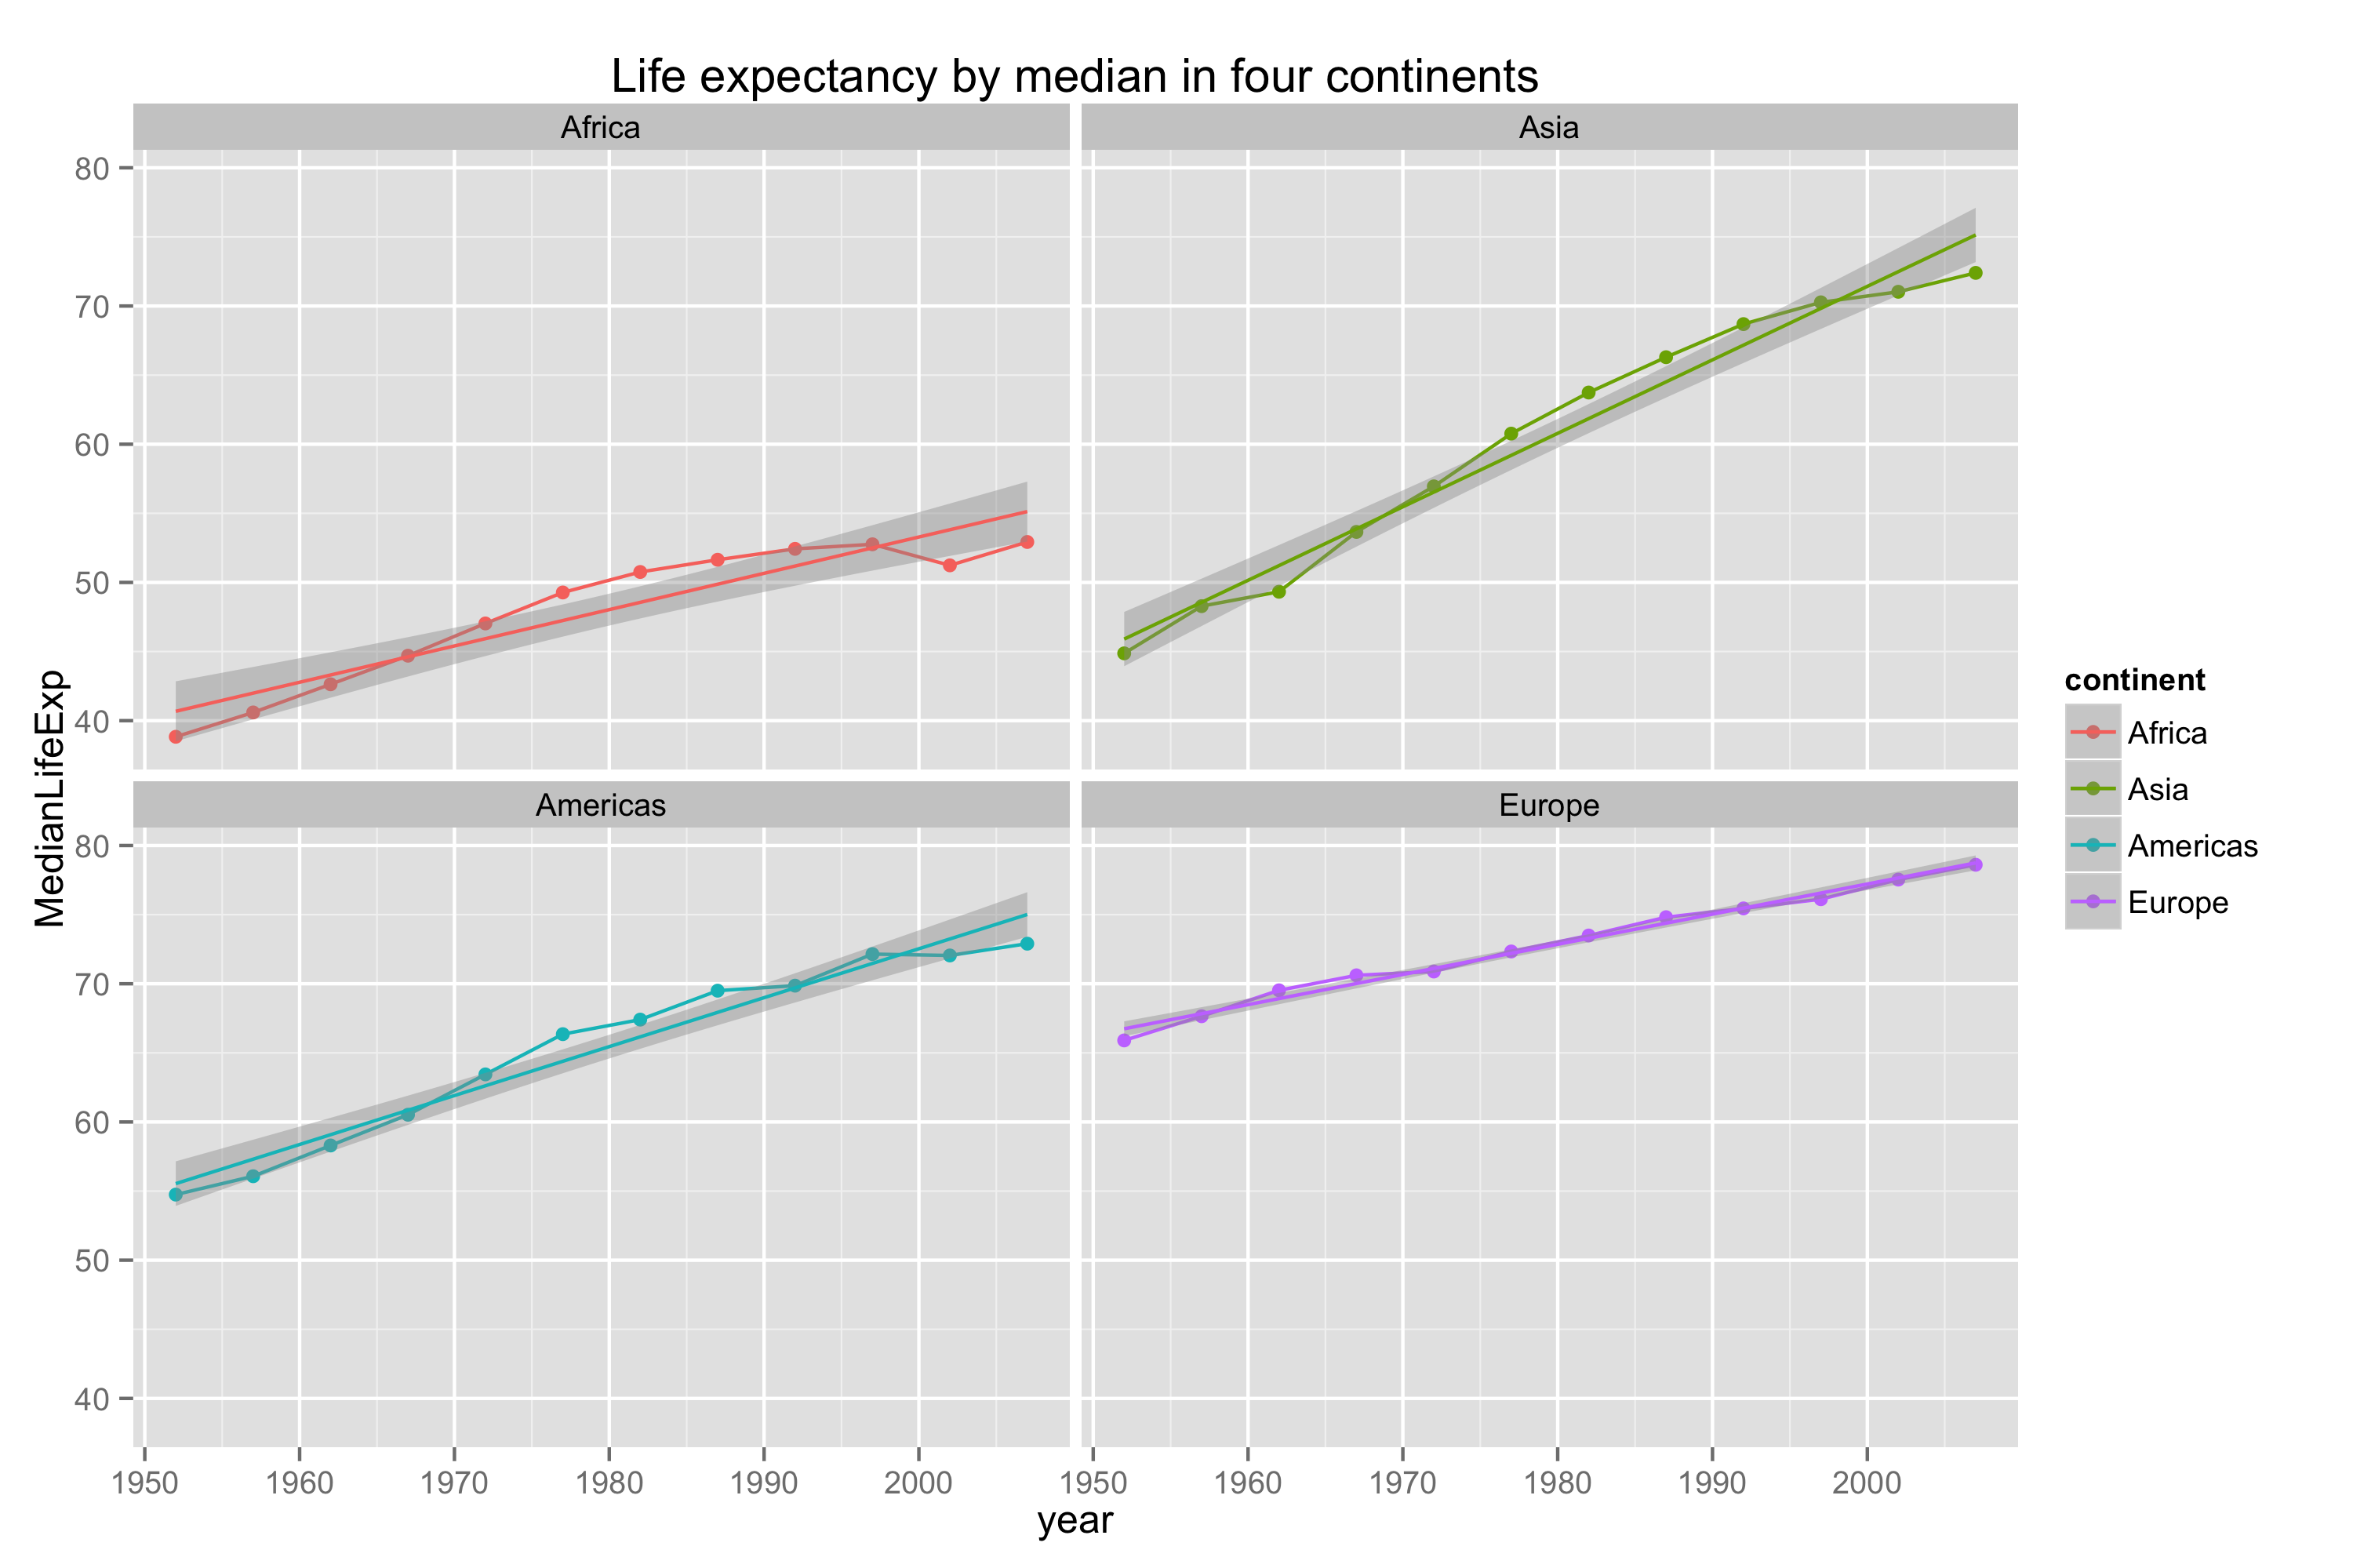 Life expectancy by median in four continents
Africa
Asia
80
70
60
50
40
Americas
Europe
80
70
60
50
40
1950 1960 1970 1980 1990 2000 1950 1960 1970 1980 1990 2000
year
MedianLifeExp
continent
Africa
Asia
Americas
Europe